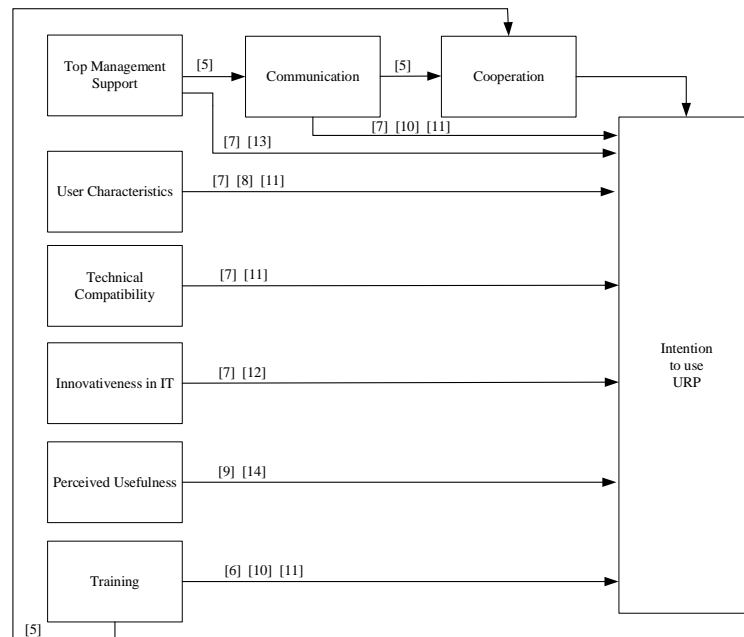 Top Management
Support
[5]
Communication
[5]
Cooperation
[7] [10] [11]
[7] [13]
User Characteristics
[7] [8] [11]
Technical
Compatibility
[7] [11]
Innovativeness in IT
[7] [12]
Intention
to use
URP
Perceived Usefulness
[9] [14]
Training
[6] [10] [11]
[5]